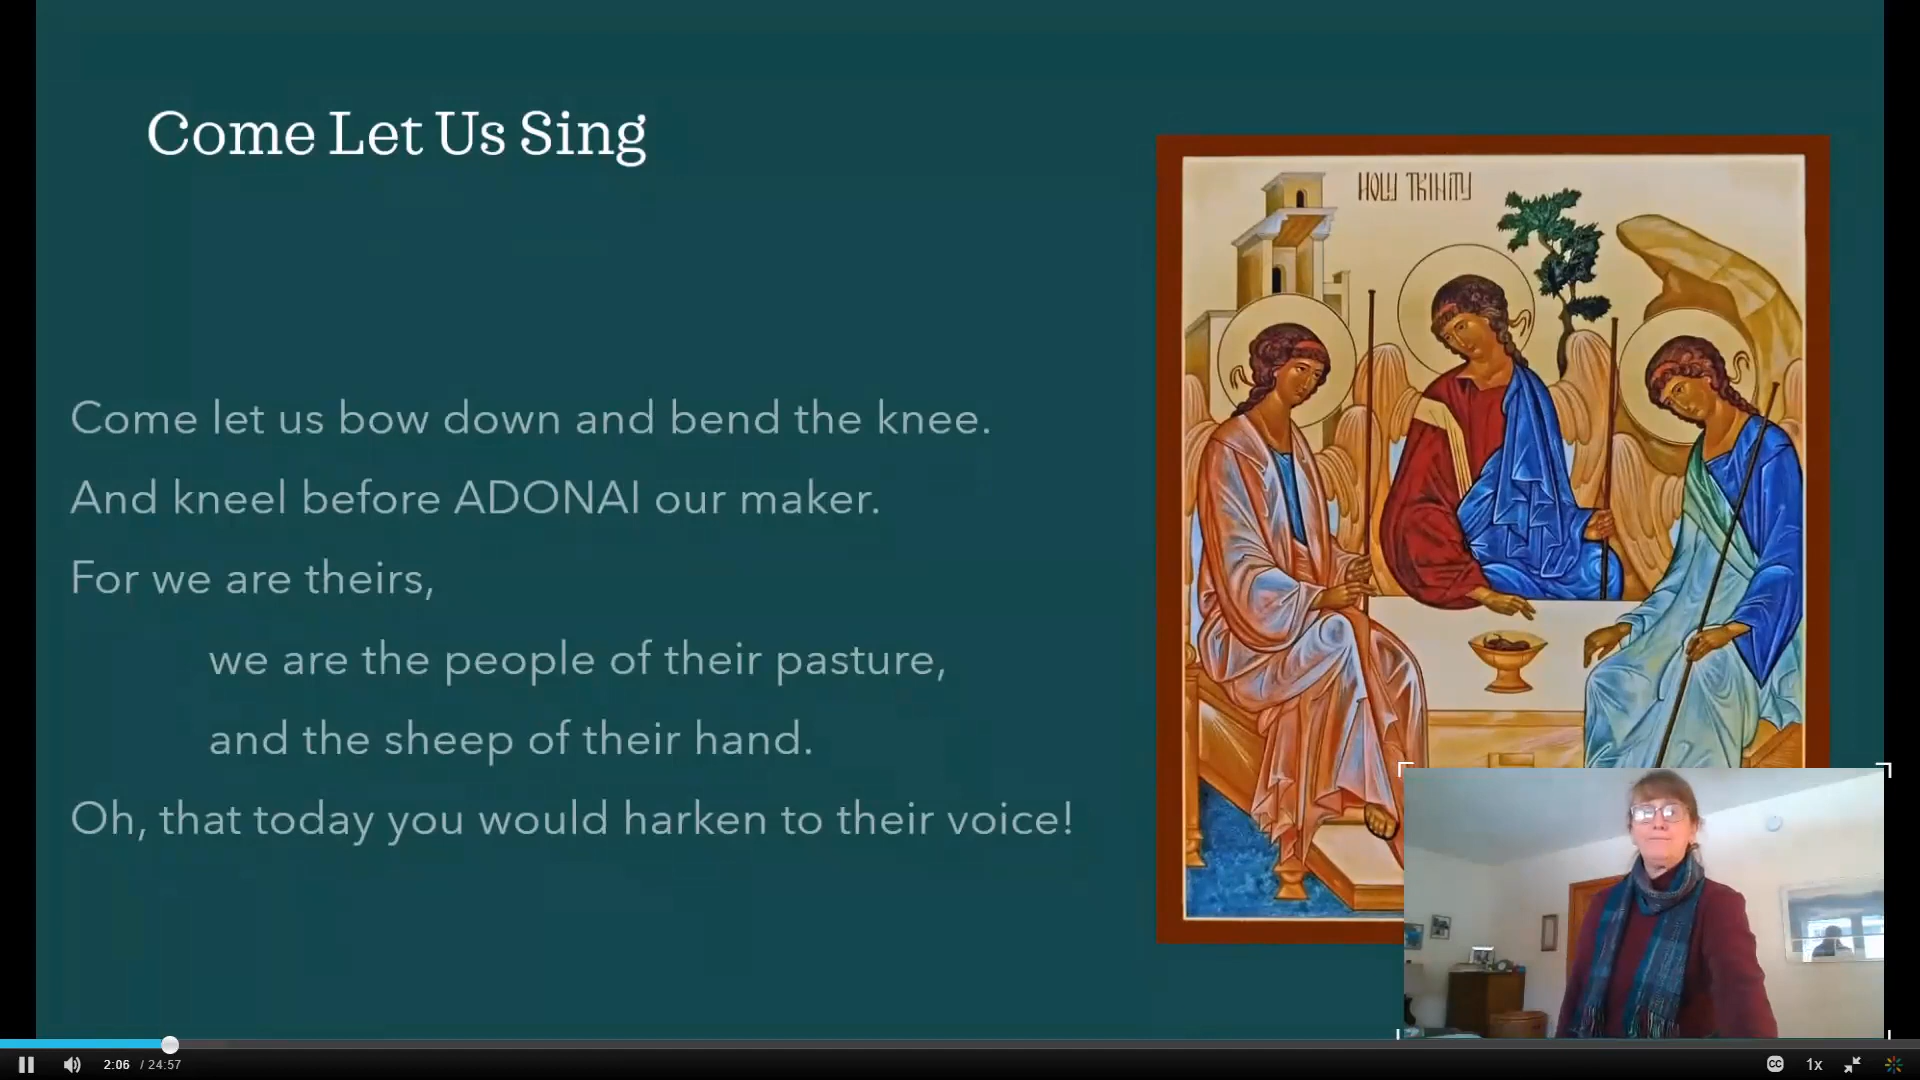 Come Let Us Sing
HOLY TRINITY
Come let us bow down and bend the knee.
And kneel before ADONAI our maker.
For we are theirs,
we are the people of their pasture,
and the sheep of their hand.
Oh, that today you would harken to their voice!
2:06 / 24:57
CC
1x